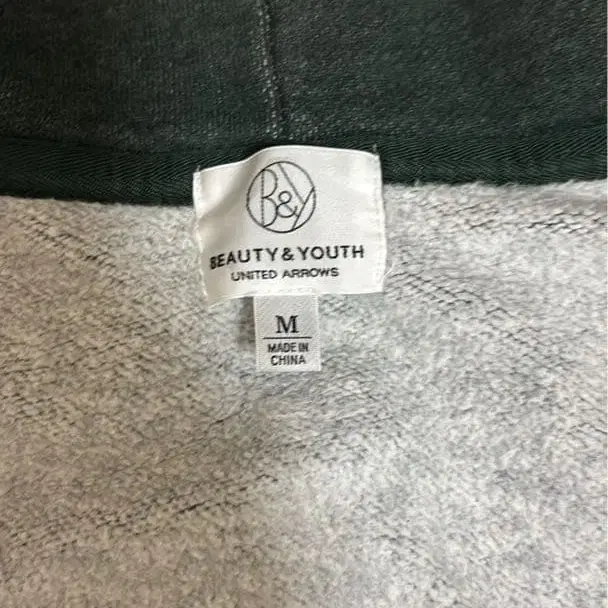 B&Y
BEAUTY & YOUTH
UNITED ARROWS
M
MADE IN
CHINA